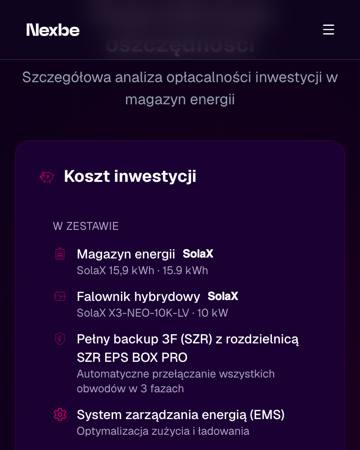 Nexbe
oszczędności
Szczegółowa analiza opłacalności inwestycji w
magazyn energii
Koszt inwestycji
W ZESTAWIE
Magazyn energii SolaX
SolaX 15,9 kWh · 15.9 kWh
Falownik hybrydowy SolaX
SolaX X3-NEO-10K-LV · 10 kW
Pełny backup 3F (SZR) z rozdzielnicą
SZR EPS BOX PRO
Automatyczne przełączanie wszystkich
obwodów w 3 fazach
System zarządzania energią (EMS)
Optymalizacja zużycia i ładowania